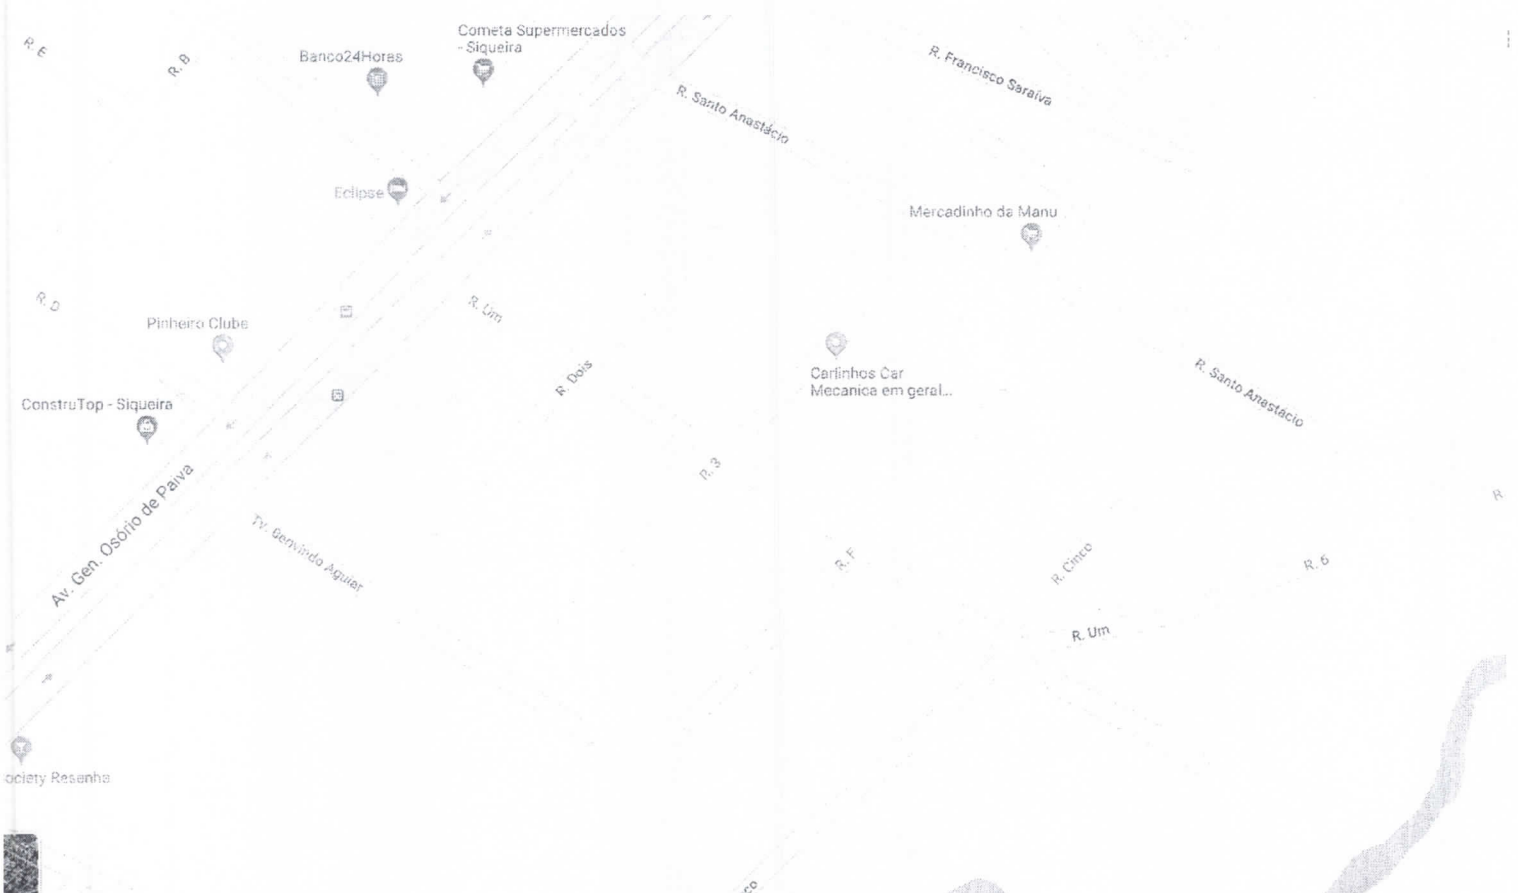 R. E
R. B
Banco24Horas
Cometa Supermercados
- Siqueira
R. Francisco Saraiva
R. Santo Anastácio
Eclipse
Mercadinho da Manu
R. D
R. Um
Pinheiro Clube
R. Dois
Carlinhos Car
Mecanica em geral...
R. Santo Anastácio
ConstruTop - Siqueira
R. 3
Av. Gen. Osório de Paiva
R
Tv. Genvindo Aguiar
R. F
R. Cinco
R. 6
R. Um
ociety Resenha
co